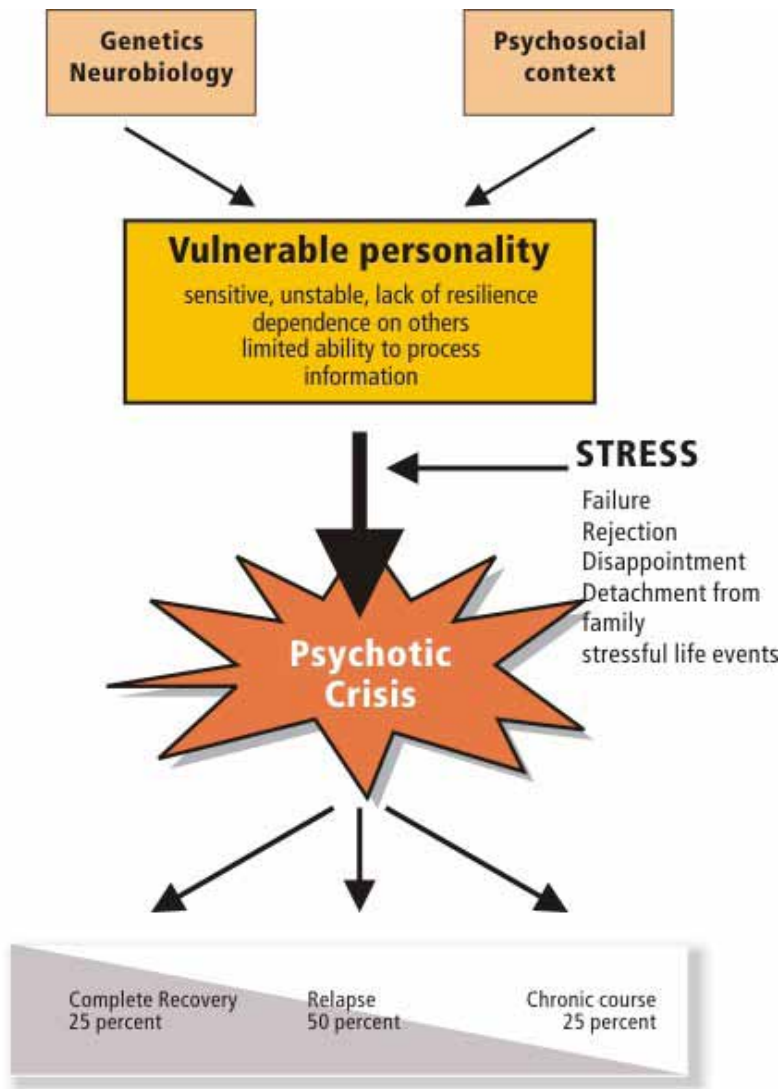 Genetics
Neurobiology
Psychosocial
context
Vulnerable personality
sensitive, unstable, lack of resilience
dependence on others
limited ability to process
information
STRESS
Failure
Rejection
Disappointment
Detachment from
family
stressful life events
Psychotic
Crisis
Complete Recovery
25 percent
Relapse
50 percent
Chronic course
25 percent